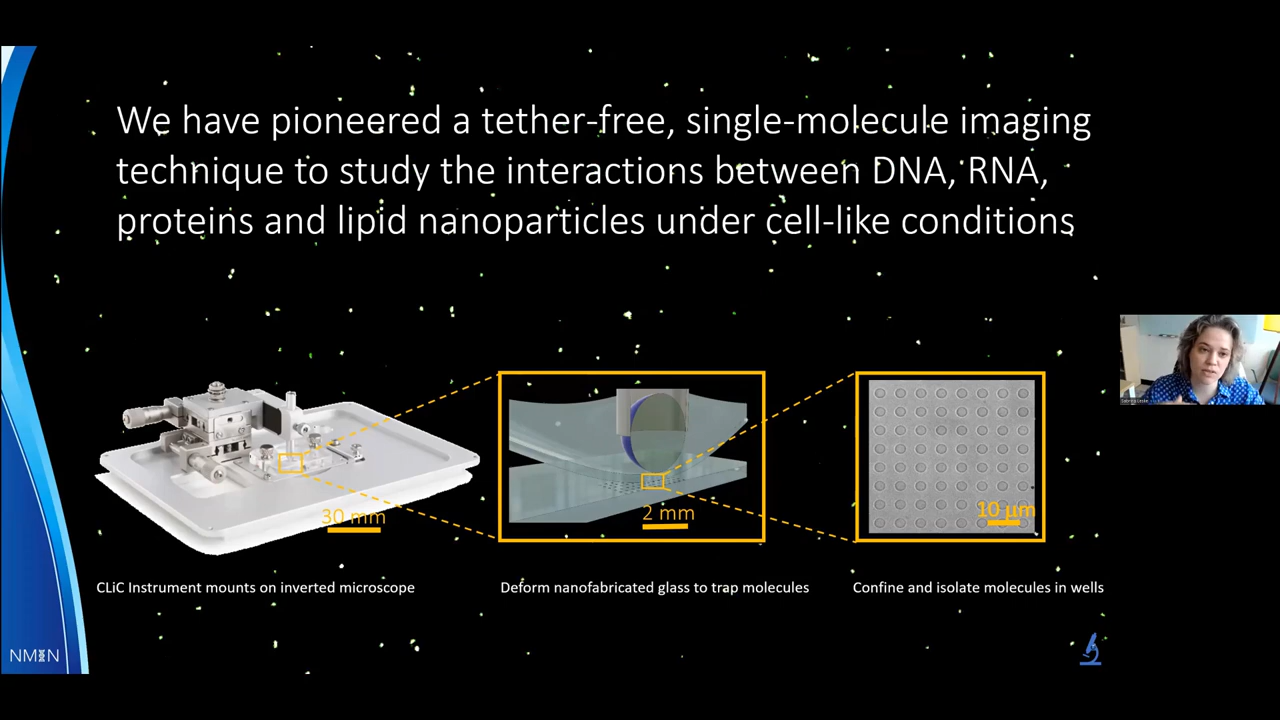 We have pioneered a tether-free, single-molecule imaging
technique to study the interactions between DNA, RNA,
proteins and lipid nanoparticles under cell-like conditions
30 mm
2 mm
10 μm
CLiC Instrument mounts on inverted microscope
Deform nanofabricated glass to trap molecules
Confine and isolate molecules in wells
NMIN